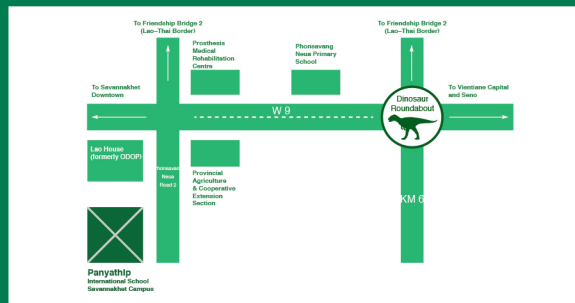 To Friendship Bridge 2
(Lao–Thai Border)
To Friendship Bridge 2
(Lao–Thai Border)
Prosthesis
Medical
Rehabilitation
Centre
Phonsavang
Neua Primary
School
To Savannakhet
Downtown
To Vientiane Capital
and Seno
Dinosaur
Roundabout
W 9
Lao House
(formerly ODOP)
Neua
Road 2
Provincial
Agriculture
& Cooperative
Extension
Section
KM 6
Panyathip
International School
Savannakhet Campus